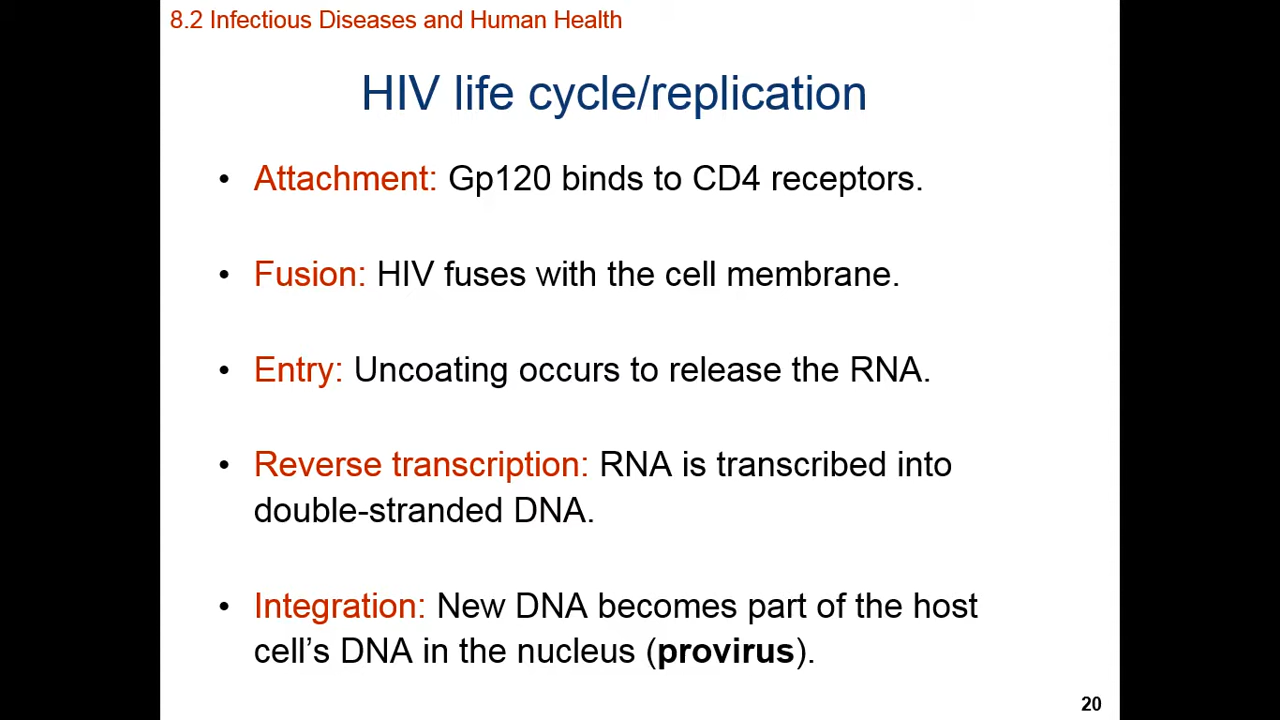 8.2 Infectious Diseases and Human Health
HIV life cycle/replication
• Attachment: Gp120 binds to CD4 receptors.
• Fusion: HIV fuses with the cell membrane.
• Entry: Uncoating occurs to release the RNA.
• Reverse transcription: RNA is transcribed into
double-stranded DNA.
• Integration: New DNA becomes part of the host
cell’s DNA in the nucleus (provirus).
20